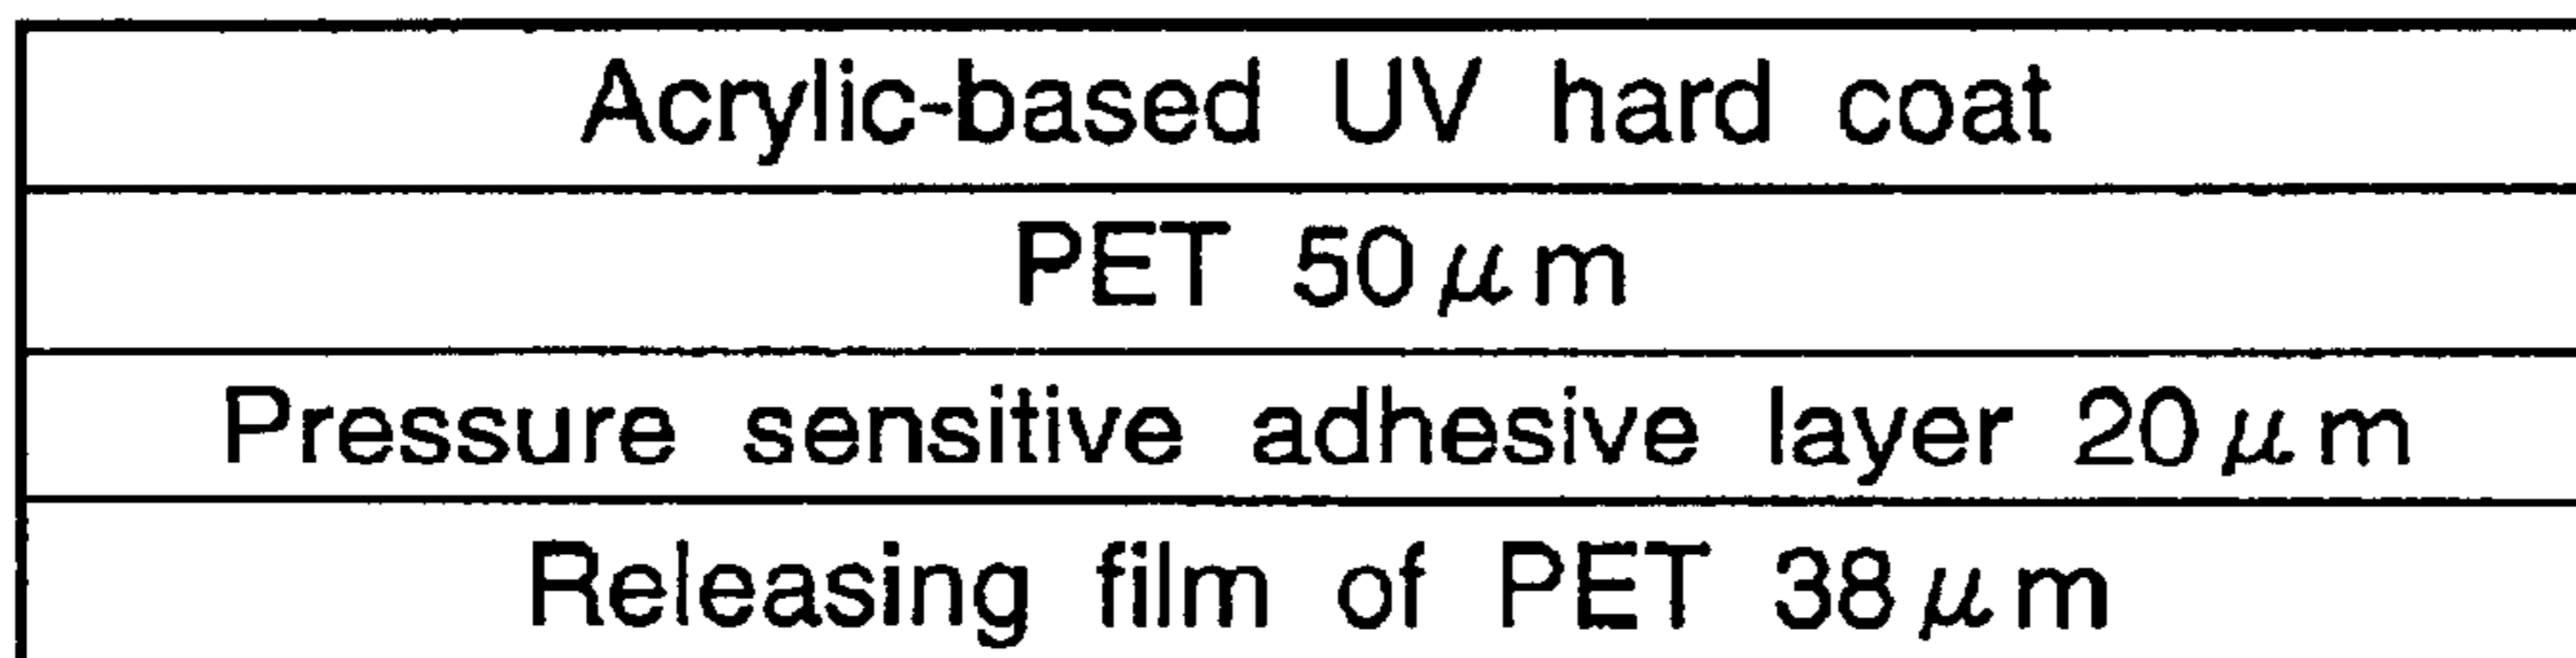 Acrylic-based UV hard coat
PET 50μm
Pressure sensitive adhesive layer 20μm
Releasing film of PET 38μm